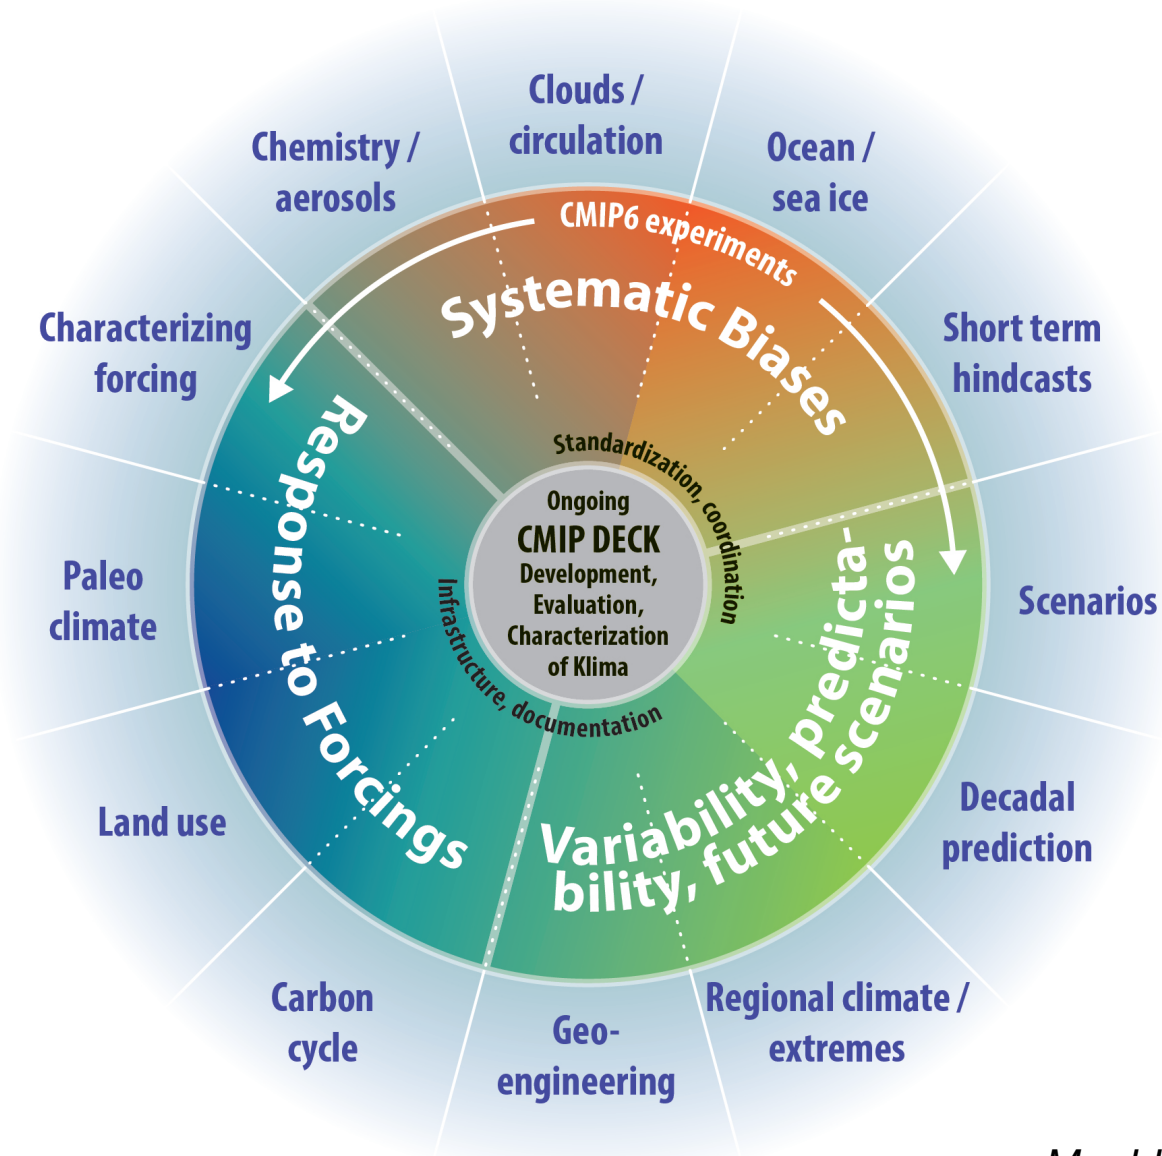 Clouds /
circulation
Ocean /
sea ice
Short term
hindcasts
Scenarios
Decadal
prediction
Regional climate /
extremes
Geo-
engineering
Carbon
cycle
Land use
Paleo
climate
Characterizing
forcing
Chemistry /
aerosols
CMIP6 experiments
Systematic Biases
Variability, predicta-
bility, future scenarios
Response to Forcings
Standardization, coordination
Infrastructure, documentation
Ongoing
CMIP DECK
Development,
Evaluation,
Characterization
of Klima